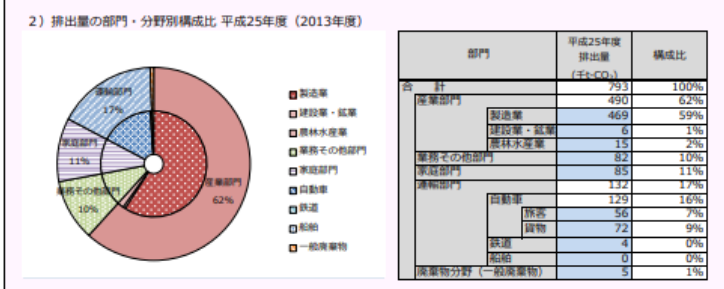 2）排出量の部門・分野別構成比 平成25年度（2013年度）
運輸部門
17%
家庭部門
11%
業務その他部門
10%
産業部門
62%
製造業
建設業・鉱業
農林水産業
業務その他部門
家庭部門
自動車
鉄道
船舶
一般廃棄物
部門 平成25年度 排出量 (千t-CO₂) 構成比
合 計 793 100%
産業部門 490 62%
製造業 469 59%
建設業・鉱業 6 1%
農林水産業 15 2%
業務その他部門 82 10%
家庭部門 85 11%
運輸部門 132 17%
自動車 129 16%
旅客 56 7%
貨物 72 9%
鉄道 4 0%
船舶 0 0%
廃棄物分野（一般廃棄物） 5 1%